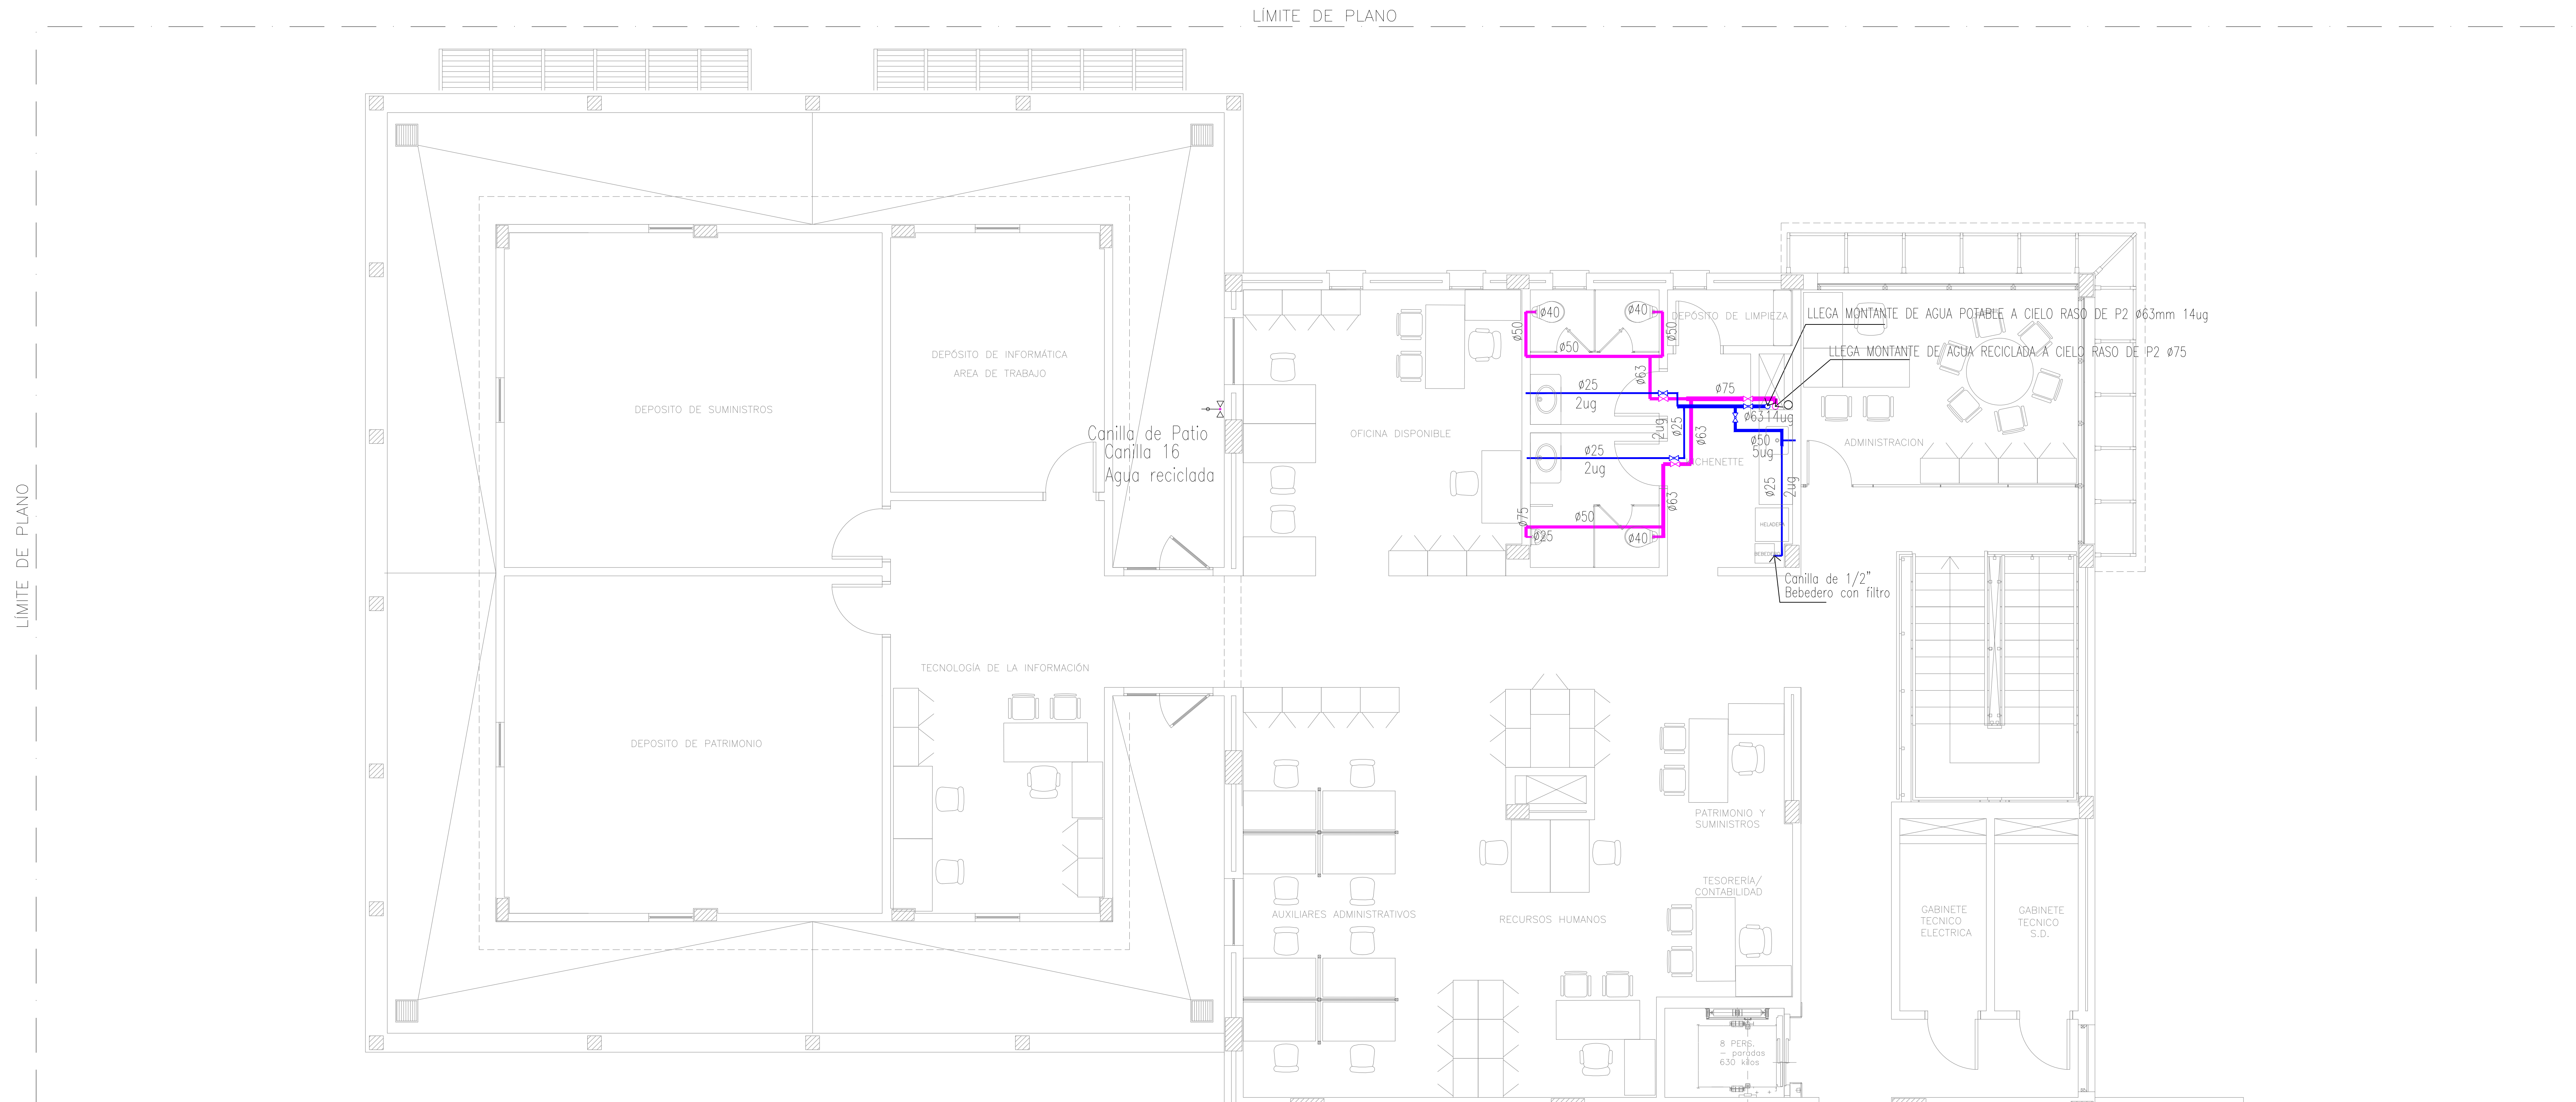 LÍMITE DE PLANO
LÍMITE DE PLANO
DEPÓSITO DE INFORMÁTICA
AREA DE TRABAJO
DEPOSITO DE SUMINISTROS
Canilla de Patio
Canilla 16
Agua reciclada
OFICINA DISPONIBLE
ø40
ø40
ø50
ø50
ø50
DEPÓSITO DE LIMPIEZA
LLEGA MONTANTE DE AGUA POTABLE A CIELO RASO DE P2 ø63mm 14ug
LLEGA MONTANTE DE AGUA RECICLADA A CIELO RASO DE P2 ø75
ø63
ø25
2ug
ø75
ø63
14ug
2ug
ø25
ø63
ø50
5ug
ADMINISTRACION
ø25
2ug
CHENETTE
ø25
2ug
ø63
ø75
ø50
ø25
ø40
HELADERA
BEBEDERO
Canilla de 1/2"
Bebedero con filtro
TECNOLOGÍA DE LA INFORMACIÓN
DEPOSITO DE PATRIMONIO
PATRIMONIO Y
SUMINISTROS
TESORERÍA/
CONTABILIDAD
AUXILIARES ADMINISTRATIVOS
RECURSOS HUMANOS
GABINETE
TECNICO
ELECTRICA
GABINETE
TECNICO
S.D.
8 PERS.
— paradas
630 kilos